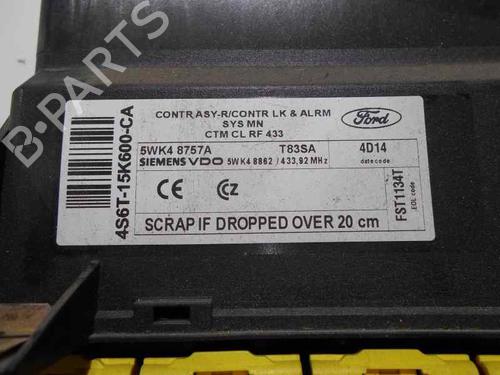 CONTR ASY-R/CONTR LK & ALRM
SYS MN
CTM CL RF 433
Ford
5WK4 8757A T83SA 4D14
SIEMENS VDO 5WK4 8862 / 433,92 MHz date code
CE CZ
SCRAP IF DROPPED OVER 20 cm
4S6T-15K600-CA
FST1134T
EOL code
B-PARTS